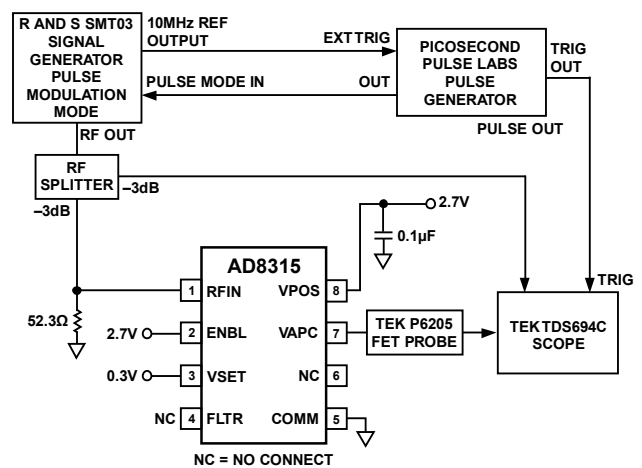 R AND S SMT03
SIGNAL
GENERATOR
PULSE
MODULATION
MODE
10MHz REF
OUTPUT
EXT TRIG
PULSE MODE IN
OUT
PICOSECOND
PULSE LABS
PULSE
GENERATOR
TRIG
OUT
PULSE OUT
RF OUT
RF
SPLITTER
–3dB
–3dB
2.7V
0.1µF
AD8315
1 RFIN
VPOS 8
52.3Ω
2.7V
2 ENBL
VAPC 7
TEK P6205
FET PROBE
TRIG
TEK TDS694C
SCOPE
0.3V
3 VSET
NC 6
NC
4 FLTR
COMM 5
NC = NO CONNECT